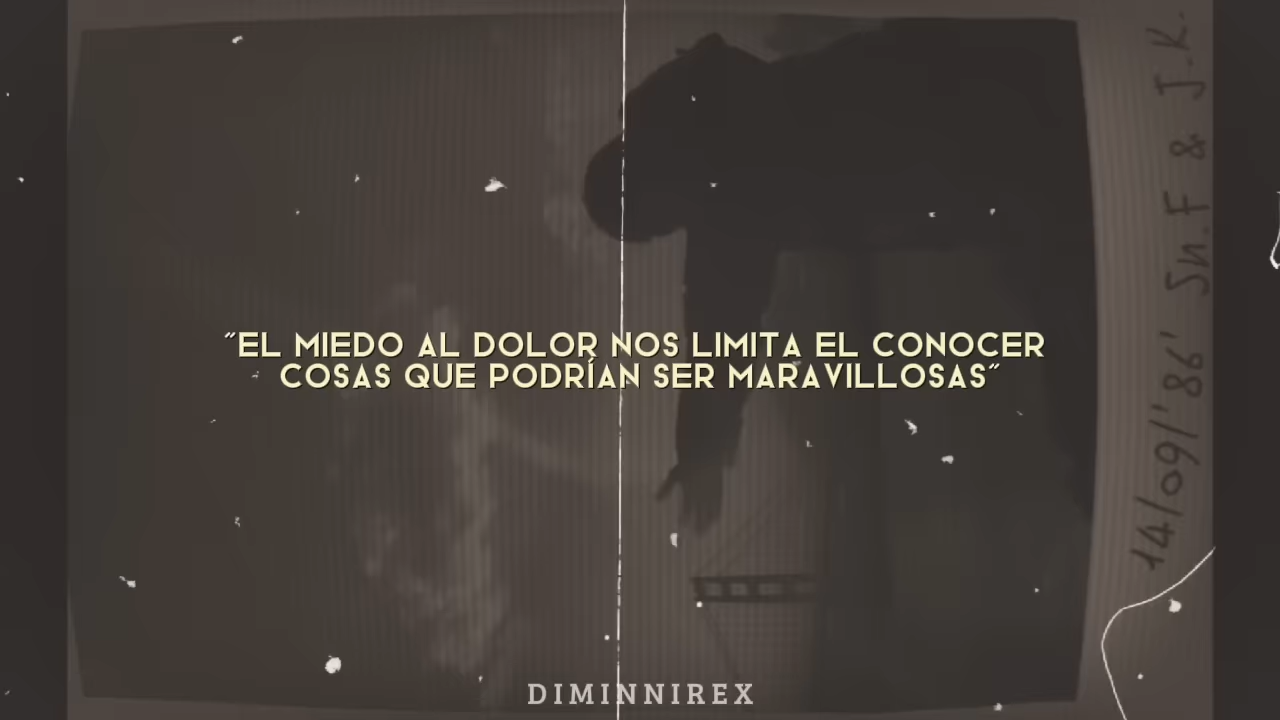 "EL MIEDO AL DOLOR NOS LIMITA EL CONOCER
COSAS QUE PODRÍAN SER MARAVILLOSAS"
14/09/'86' Sn.F & J.K.
DIMINNIREX